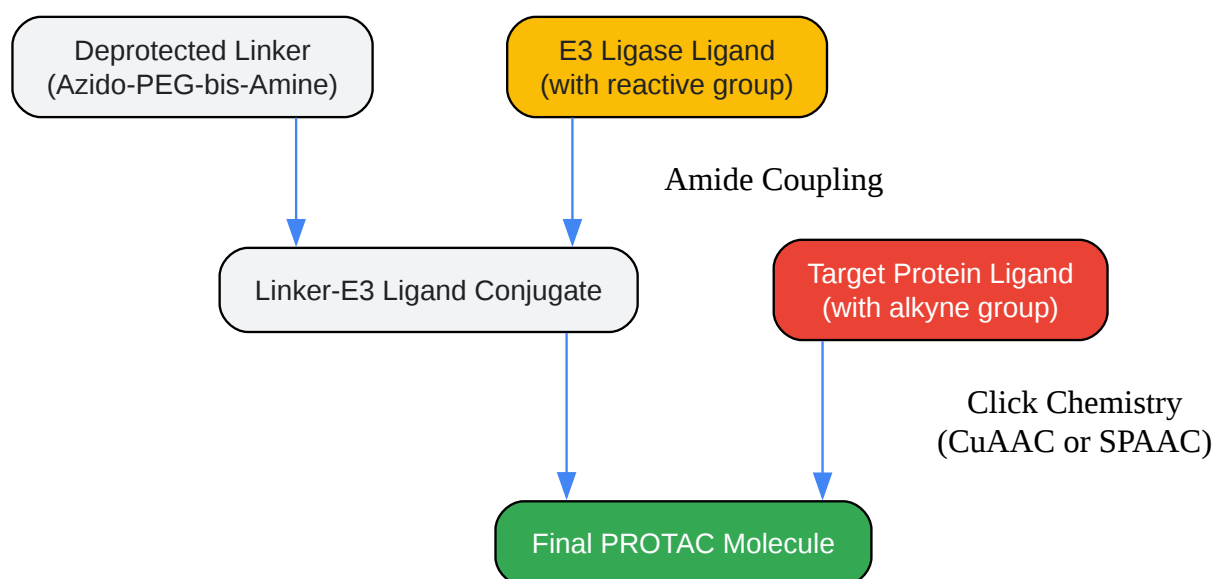 Deprotected Linker
(Azido-PEG-bis-Amine)
E3 Ligase Ligand
(with reactive group)
Amide Coupling
Linker-E3 Ligand Conjugate
Target Protein Ligand
(with alkyne group)
Click Chemistry
(CuAAC or SPAAC)
Final PROTAC Molecule